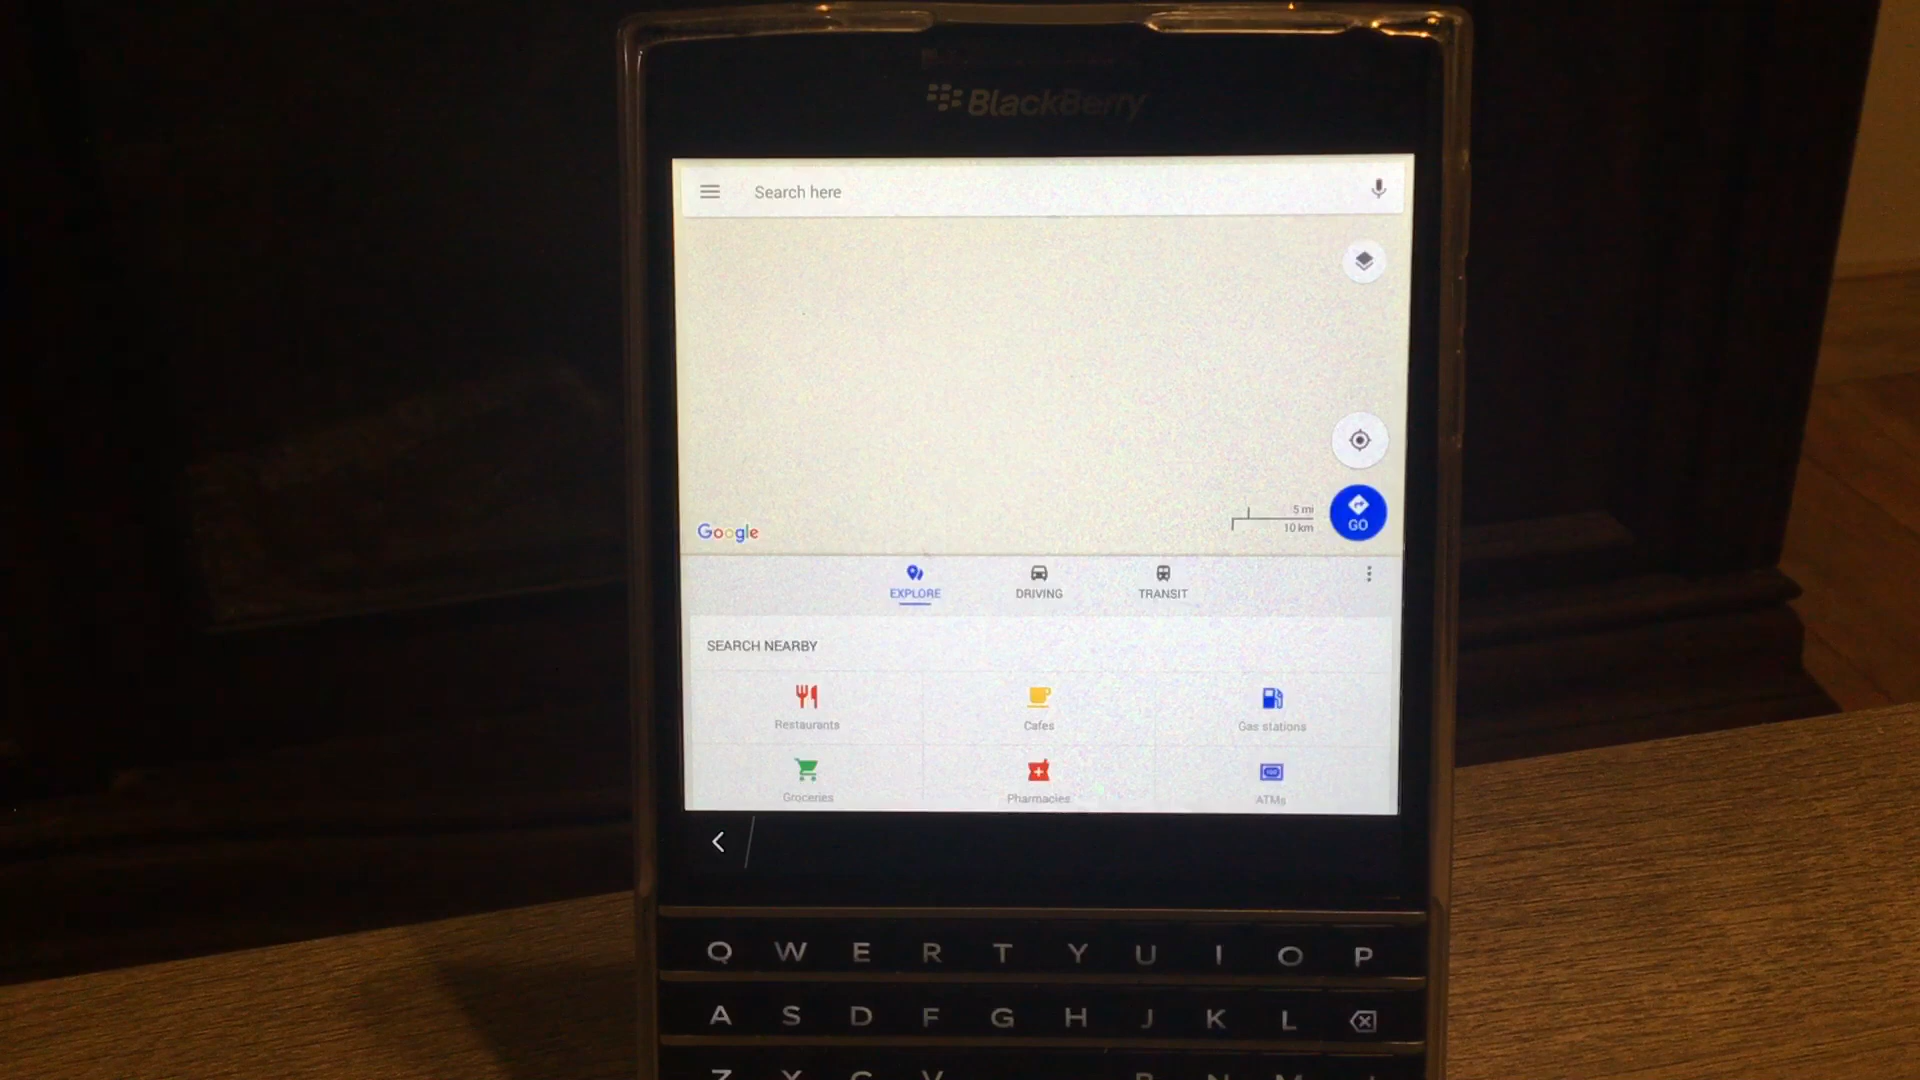 BlackBerry
Search here
5 mi
10 km
GO
Google
EXPLORE DRIVING TRANSIT
SEARCH NEARBY
Restaurants Cafes Gas stations
Groceries Pharmacies ATMs
Q W E R T Y U I O P
A S D F G H J K L
Z X C V B N M